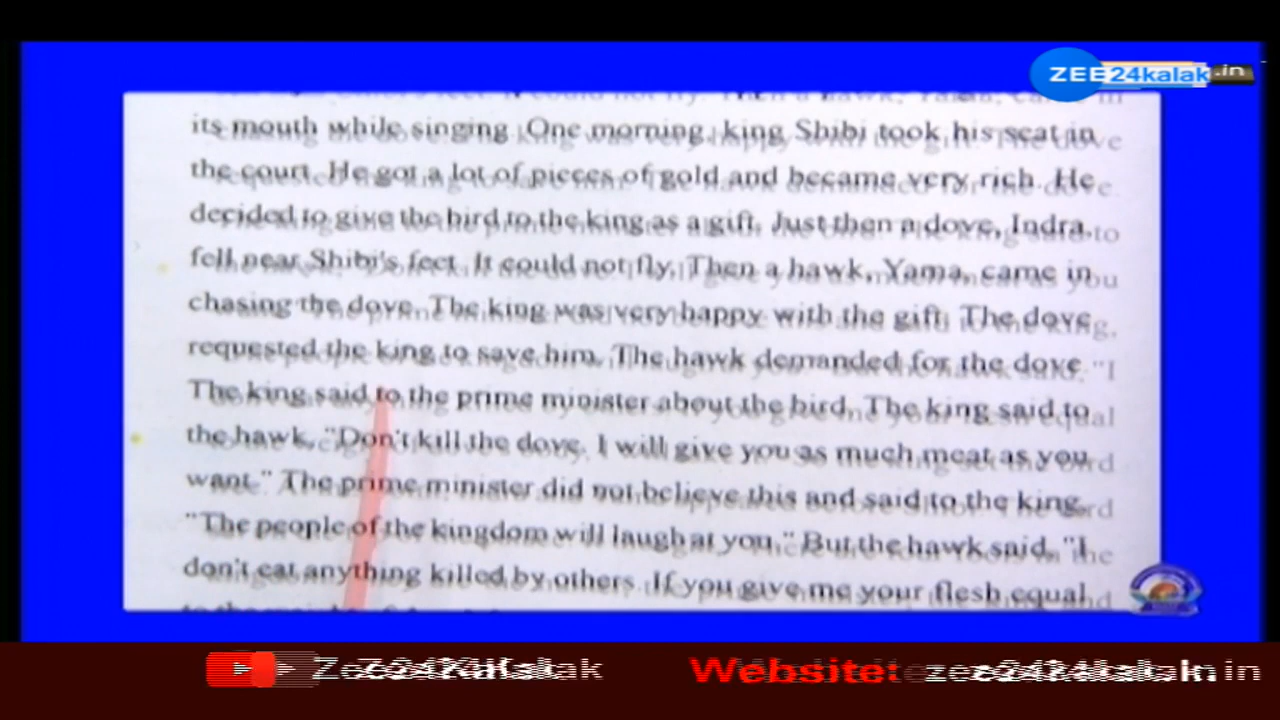 ZEE 24kalak .in
its mouth while singing. One morning, king Shibi took his seat in
the court. He got a lot of pieces of gold and became very rich. He
decided to give the bird to the king as a gift. Just then a dove, Indra,
fell near Shibi's feet. It could not fly. Then a hawk, Yama, came in
chasing the dove. The king was very happy with the gift. The dove
requested the king to save him. The hawk demanded for the dove
The king said to the prime minister about the bird. The king said to
the hawk, "Don't kill the dove. I will give you as much meat as you
want." The prime minister did not believe this and said to the king,
"The people of the kingdom will laugh at you." But the hawk said, "I
don't eat anything killed by others. If you give me your flesh equal
Zee24Kalak Website: zee24kalak.in